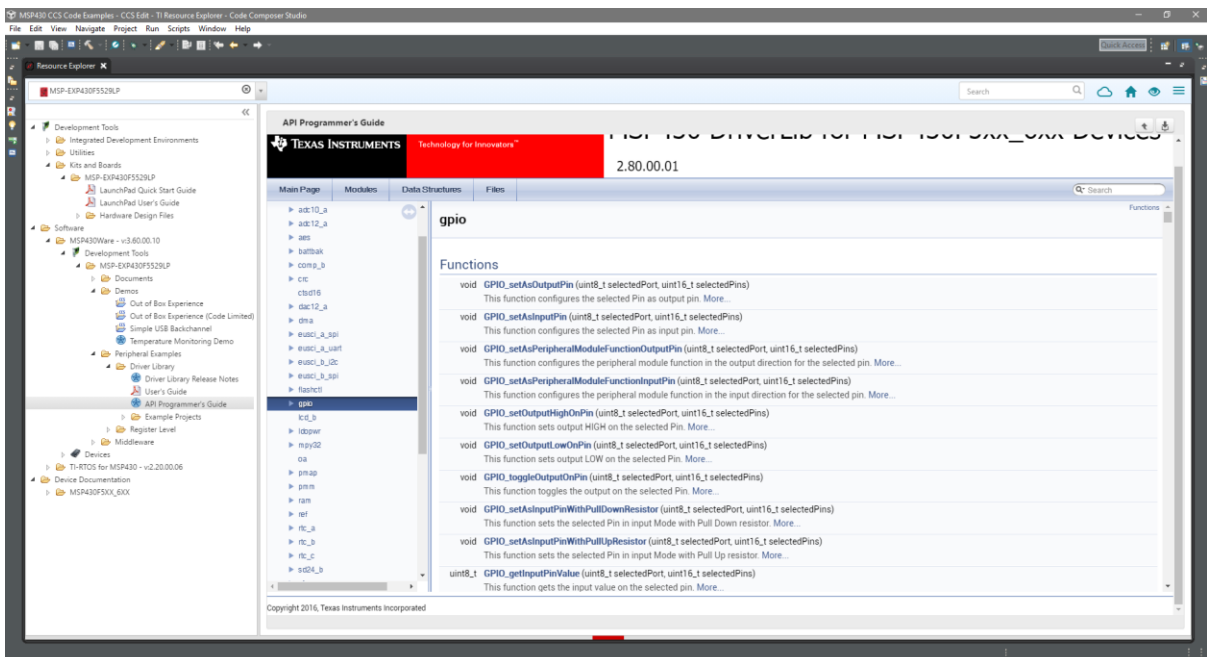 MSP430 CCS Code Examples - CCS Edit - TI Resource Explorer - Code Composer Studio
File Edit View Navigate Project Run Scripts Window Help
Quick Access
Resource Explorer
MSP-EXP430F5529LP
Search
Development Tools
Integrated Development Environments
Utilities
Kits and Boards
MSP-EXP430F5529LP
LaunchPad Quick Start Guide
LaunchPad User's Guide
Hardware Design Files
Software
MSP430Ware - v:3.60.00.10
Development Tools
MSP-EXP430F5529LP
Documents
Demos
Out of Box Experience
Out of Box Experience (Code Limited)
Simple USB Backchannel
Temperature Monitoring Demo
Peripheral Examples
Driver Library
Driver Library Release Notes
User's Guide
API Programmer's Guide
Example Projects
Register Level
Middleware
Devices
TI-RTOS for MSP430 - v:2.20.00.06
Device Documentation
MSP430F5XX_6XX
API Programmer's Guide
TEXAS INSTRUMENTS Technology for Innovators™
MSP430 DriverLib for MSP430F5xx_6xx Devices
2.80.00.01
Main Page Modules Data Structures Files
Search
adc10_a
adc12_a
aes
battbak
comp_b
crc
ctsd16
dac12_a
dma
eusci_a_spi
eusci_a_uart
eusci_b_i2c
eusci_b_spi
flashctl
gpio
lcd_b
ldopwr
mpy32
oa
pmap
pmm
ram
ref
rtc_a
rtc_b
rtc_c
sd24_b
Functions
gpio
Functions
void GPIO_setAsOutputPin (uint8_t selectedPort, uint16_t selectedPins)
This function configures the selected Pin as output pin. More...
void GPIO_setAsInputPin (uint8_t selectedPort, uint16_t selectedPins)
This function configures the selected Pin as input pin. More...
void GPIO_setAsPeripheralModuleFunctionOutputPin (uint8_t selectedPort, uint16_t selectedPins)
This function configures the peripheral module function in the output direction for the selected pin. More...
void GPIO_setAsPeripheralModuleFunctionInputPin (uint8_t selectedPort, uint16_t selectedPins)
This function configures the peripheral module function in the input direction for the selected pin. More...
void GPIO_setOutputHighOnPin (uint8_t selectedPort, uint16_t selectedPins)
This function sets output HIGH on the selected Pin. More...
void GPIO_setOutputLowOnPin (uint8_t selectedPort, uint16_t selectedPins)
This function sets output LOW on the selected Pin. More...
void GPIO_toggleOutputOnPin (uint8_t selectedPort, uint16_t selectedPins)
This function toggles the output on the selected Pin. More...
void GPIO_setAsInputPinWithPullDownResistor (uint8_t selectedPort, uint16_t selectedPins)
This function sets the selected Pin in input Mode with Pull Down resistor. More...
void GPIO_setAsInputPinWithPullUpResistor (uint8_t selectedPort, uint16_t selectedPins)
This function sets the selected Pin in input Mode with Pull Up resistor. More...
uint8_t GPIO_getInputPinValue (uint8_t selectedPort, uint16_t selectedPins)
This function gets the input value on the selected pin. More...
Copyright 2016, Texas Instruments Incorporated